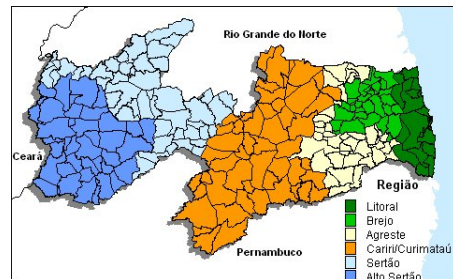 Rio Grande do Norte
Ceará
Pernambuco
Região
Litoral
Brejo
Agreste
Cariri/Curimataú
Sertão
Alto Sertão